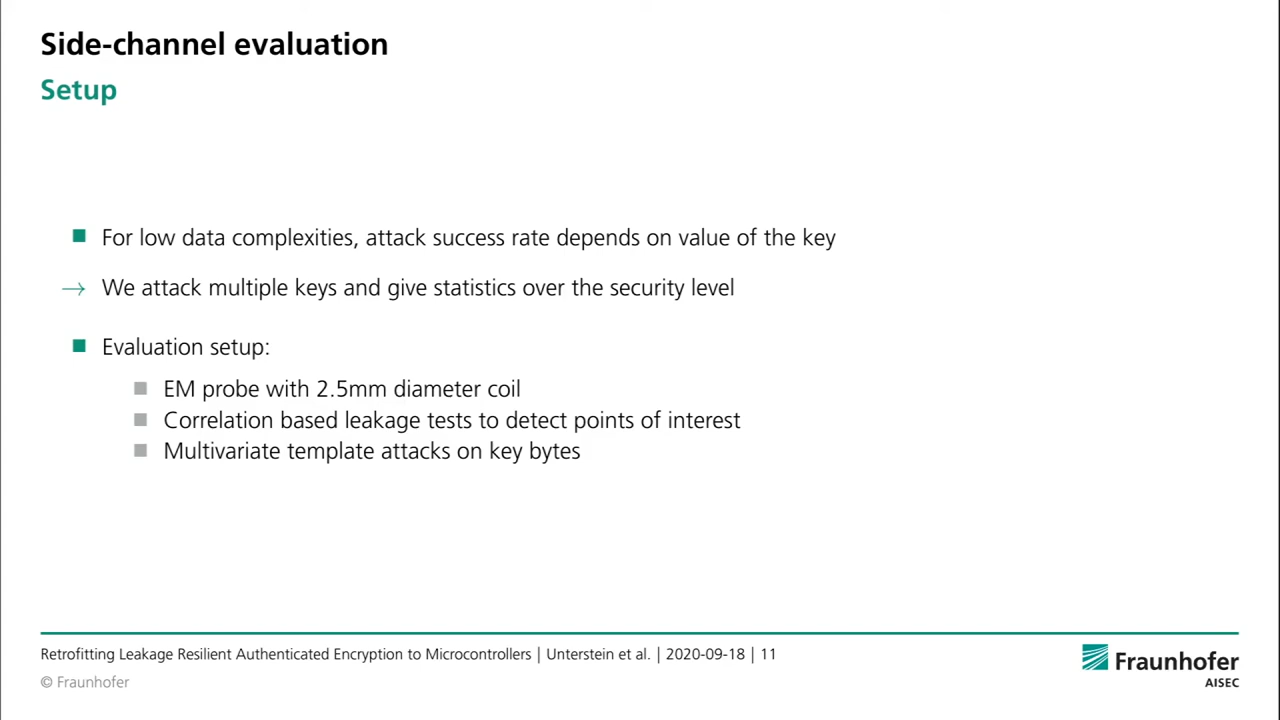 Side-channel evaluation
Setup
For low data complexities, attack success rate depends on value of the key
→ We attack multiple keys and give statistics over the security level
Evaluation setup:
EM probe with 2.5mm diameter coil
Correlation based leakage tests to detect points of interest
Multivariate template attacks on key bytes
Retrofitting Leakage Resilient Authenticated Encryption to Microcontrollers | Unterstein et al. | 2020-09-18 | 11
© Fraunhofer
Fraunhofer
AISEC